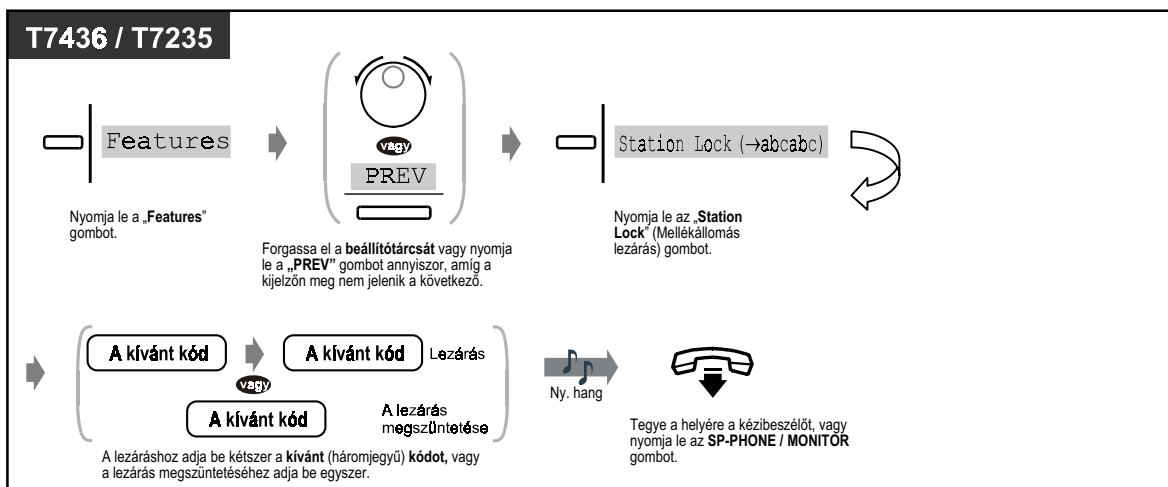 T7436 / T7235
Features
Nyomja le a „Features"
gombot.
vagy
PREV
Forgassa el a beállítótárcsát vagy nyomja
le a „PREV" gombot annyiszor, amíg a
kijelzőn meg nem jelenik a következő.
Station Lock (→abcabc)
Nyomja le az „Station
Lock" (Mellékállomás
lezárás) gombot.
A kívánt kód
A kívánt kód
Lezárás
vagy
A kívánt kód
A lezárás
megszüntetése
A lezáráshoz adja be kétszer a kívánt (háromjegyű) kódot, vagy
a lezárás megszüntetéséhez adja be egyszer.
Ny. hang
Tegye a helyére a kézibeszélőt, vagy
nyomja le az SP-PHONE / MONITOR
gombot.